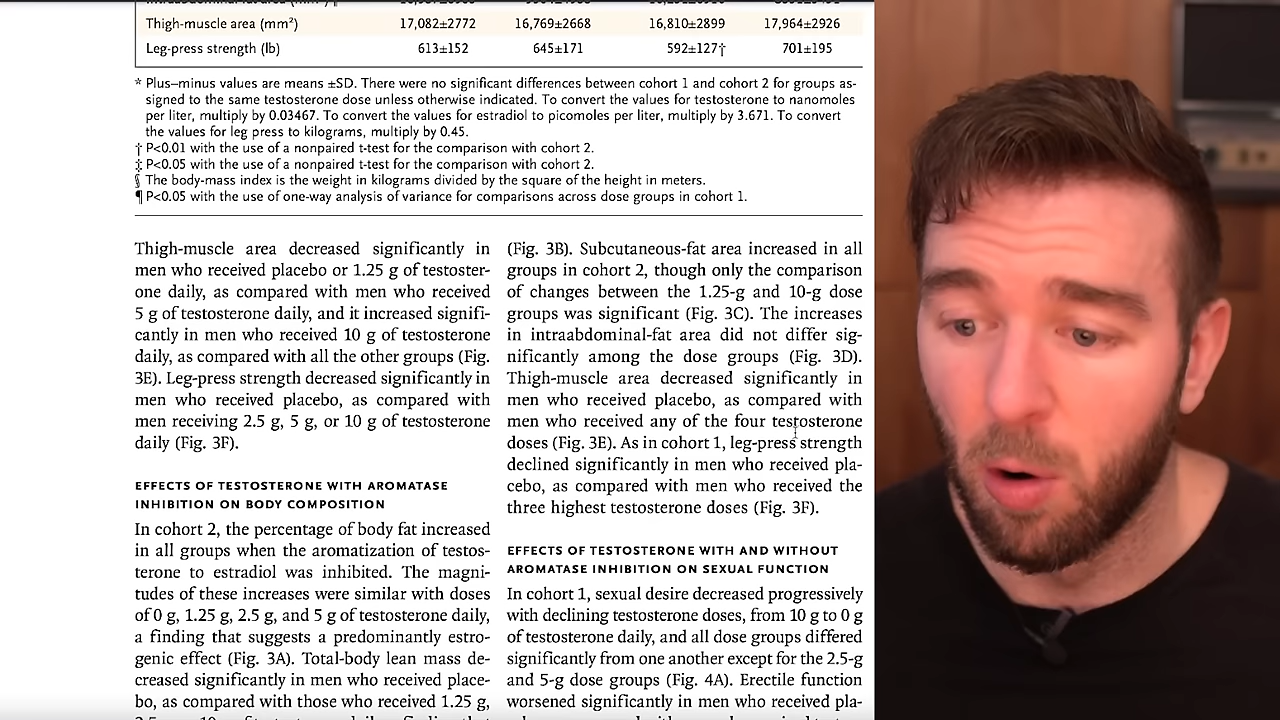 Thigh-muscle area (mm²) 17,082±2772 16,769±2668 16,810±2899 17,964±2926
Leg-press strength (lb) 613±152 645±171 592±127† 701±195
* Plus–minus values are means ±SD. There were no significant differences between cohort 1 and cohort 2 for groups as-
signed to the same testosterone dose unless otherwise indicated. To convert the values for testosterone to nanomoles
per liter, multiply by 0.03467. To convert the values for estradiol to picomoles per liter, multiply by 3.671. To convert
the values for leg press to kilograms, multiply by 0.45.
† P<0.01 with the use of a nonpaired t-test for the comparison with cohort 2.
‡ P<0.05 with the use of a nonpaired t-test for the comparison with cohort 2.
§ The body-mass index is the weight in kilograms divided by the square of the height in meters.
¶ P<0.05 with the use of one-way analysis of variance for comparisons across dose groups in cohort 1.
Thigh-muscle area decreased significantly in
men who received placebo or 1.25 g of testoster-
one daily, as compared with men who received
5 g of testosterone daily, and it increased signifi-
cantly in men who received 10 g of testosterone
daily, as compared with all the other groups (Fig.
3E). Leg-press strength decreased significantly in
men who received placebo, as compared with
men receiving 2.5 g, 5 g, or 10 g of testosterone
daily (Fig. 3F).
EFFECTS OF TESTOSTERONE WITH AROMATASE
INHIBITION ON BODY COMPOSITION
In cohort 2, the percentage of body fat increased
in all groups when the aromatization of testos-
terone to estradiol was inhibited. The magni-
tudes of these increases were similar with doses
of 0 g, 1.25 g, 2.5 g, and 5 g of testosterone daily,
a finding that suggests a predominantly estro-
genic effect (Fig. 3A). Total-body lean mass de-
creased significantly in men who received place-
bo, as compared with those who received 1.25 g,
(Fig. 3B). Subcutaneous-fat area increased in all
groups in cohort 2, though only the comparison
of changes between the 1.25-g and 10-g dose
groups was significant (Fig. 3C). The increases
in intraabdominal-fat area did not differ sig-
nificantly among the dose groups (Fig. 3D).
Thigh-muscle area decreased significantly in
men who received placebo, as compared with
men who received any of the four testosterone
doses (Fig. 3E). As in cohort 1, leg-press strength
declined significantly in men who received pla-
cebo, as compared with men who received the
three highest testosterone doses (Fig. 3F).
EFFECTS OF TESTOSTERONE WITH AND WITHOUT
AROMATASE INHIBITION ON SEXUAL FUNCTION
In cohort 1, sexual desire decreased progressively
with declining testosterone doses, from 10 g to 0 g
of testosterone daily, and all dose groups differed
significantly from one another except for the 2.5-g
and 5-g dose groups (Fig. 4A). Erectile function
worsened significantly in men who received pla-